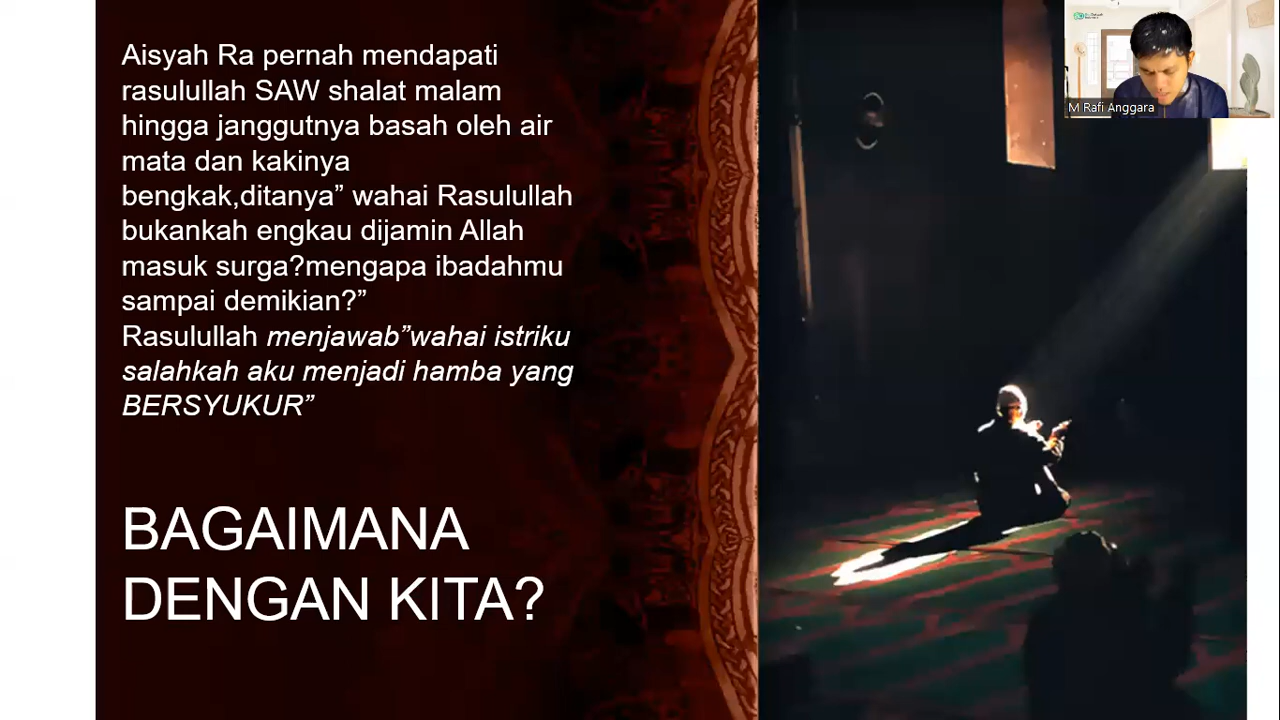 Aisyah Ra pernah mendapati
rasulullah SAW shalat malam
hingga janggutnya basah oleh air
mata dan kakinya
bengkak,ditanya” wahai Rasulullah
bukankah engkau dijamin Allah
masuk surga?mengapa ibadahmu
sampai demikian?”
Rasulullah menjawab”wahai istriku
salahkah aku menjadi hamba yang
BERSYUKUR”
BAGAIMANA
DENGAN KITA?
M Rafi Anggara